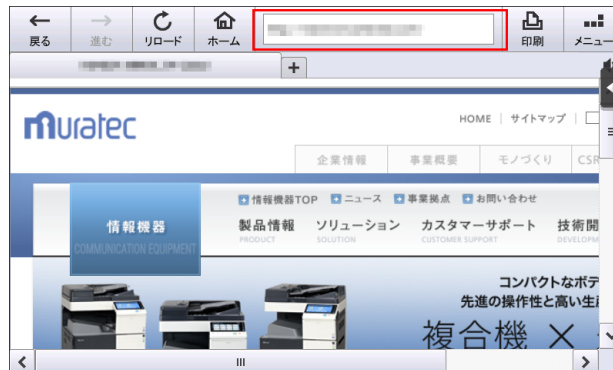 戻る 進む リロード ホーム 印刷 メニュー
+
muratec
HOME | サイトマップ |
企業情報 事業概要 モノづくり CSR
情報機器TOP ニュース 事業拠点 お問い合わせ
情報機器
COMMUNICATION EQUIPMENT
製品情報 ソリューション カスタマーサポート 技術開
PRODUCT SOLUTION CUSTOMER SUPPORT DEVELOPM
コンパクトなボデ
先進の操作性と高い生産
複合機 ×